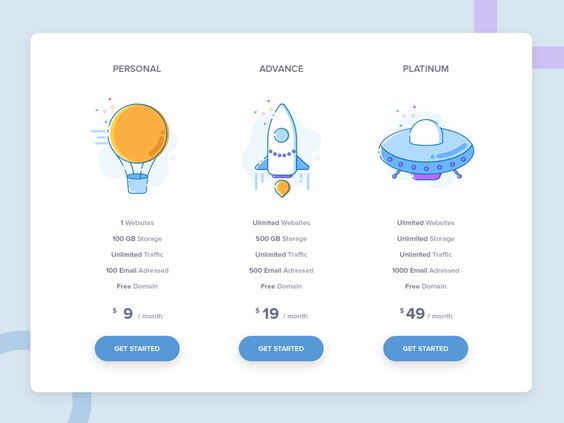 PERSONAL
1 Websites
100 GB Storage
Unlimited Traffic
100 Email Adressed
Free Domain
$ 9 / month
GET STARTED
ADVANCE
Ulimited Websites
500 GB Storage
Unlimited Traffic
500 Email Adressed
Free Domain
$ 19 / month
GET STARTED
PLATINUM
Ulimited Websites
Unlimited Storage
Unlimited Traffic
1000 Email Adressed
Free Domain
$ 49 / month
GET STARTED